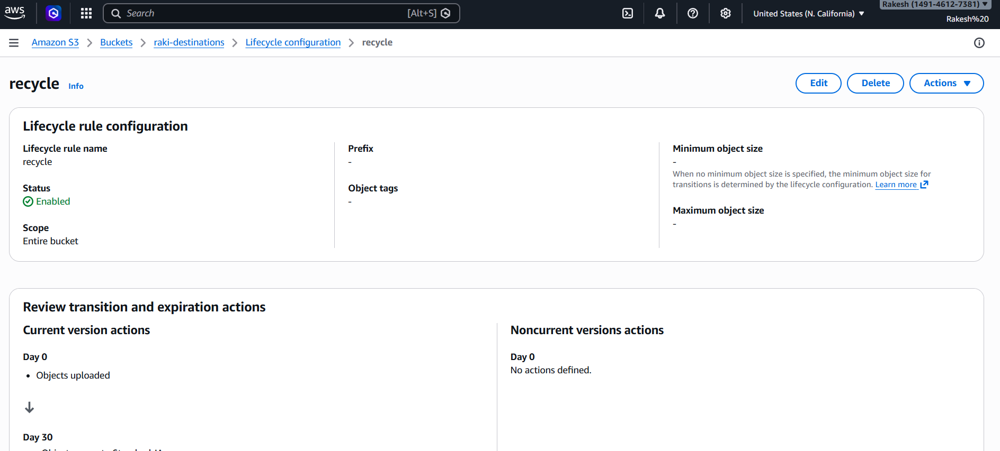 aws
Search [Alt+S]
United States (N. California)
Rakesh (1491-4612-7381)
Rakesh%20
Amazon S3 > Buckets > raki-destinations > Lifecycle configuration > recycle
recycle Info
Edit Delete Actions
Lifecycle rule configuration
Lifecycle rule name
recycle
Status
Enabled
Scope
Entire bucket
Prefix
-
Object tags
-
Minimum object size
-
When no minimum object size is specified, the minimum object size for
transitions is determined by the lifecycle configuration. Learn more
Maximum object size
-
Review transition and expiration actions
Current version actions
Day 0
• Objects uploaded
Day 30
Noncurrent versions actions
Day 0
No actions defined.